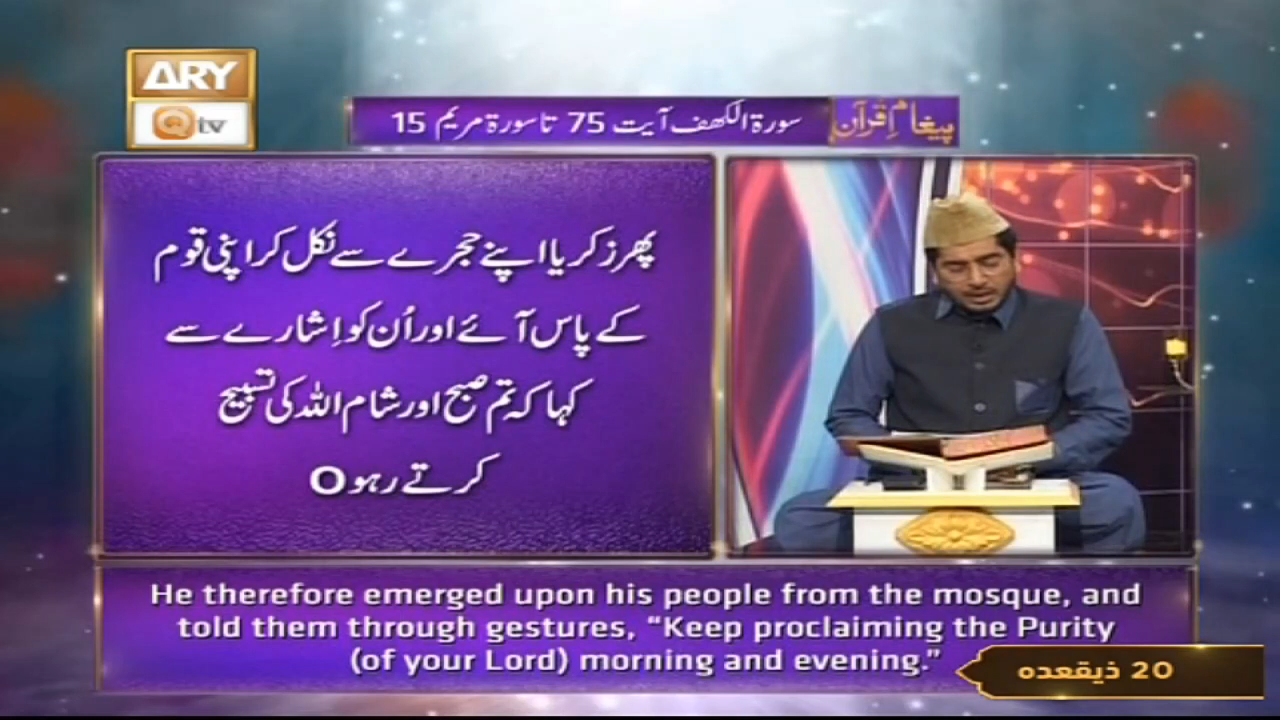 ARY
Qtv
پیغامِ قرآن
سورۃ الکھف آیت 75 تا سورۃ مریم 15
پھر زکریا اپنے حجرے سے نکل کر اپنی قوم
کے پاس آئے اور اُن کو اِشارے سے
کہا کہ تم صبح اور شام اللہ کی تسبیح
کرتے رہو O
He therefore emerged upon his people from the mosque, and
told them through gestures, “Keep proclaiming the Purity
(of your Lord) morning and evening.”
20 ذیقعدہ